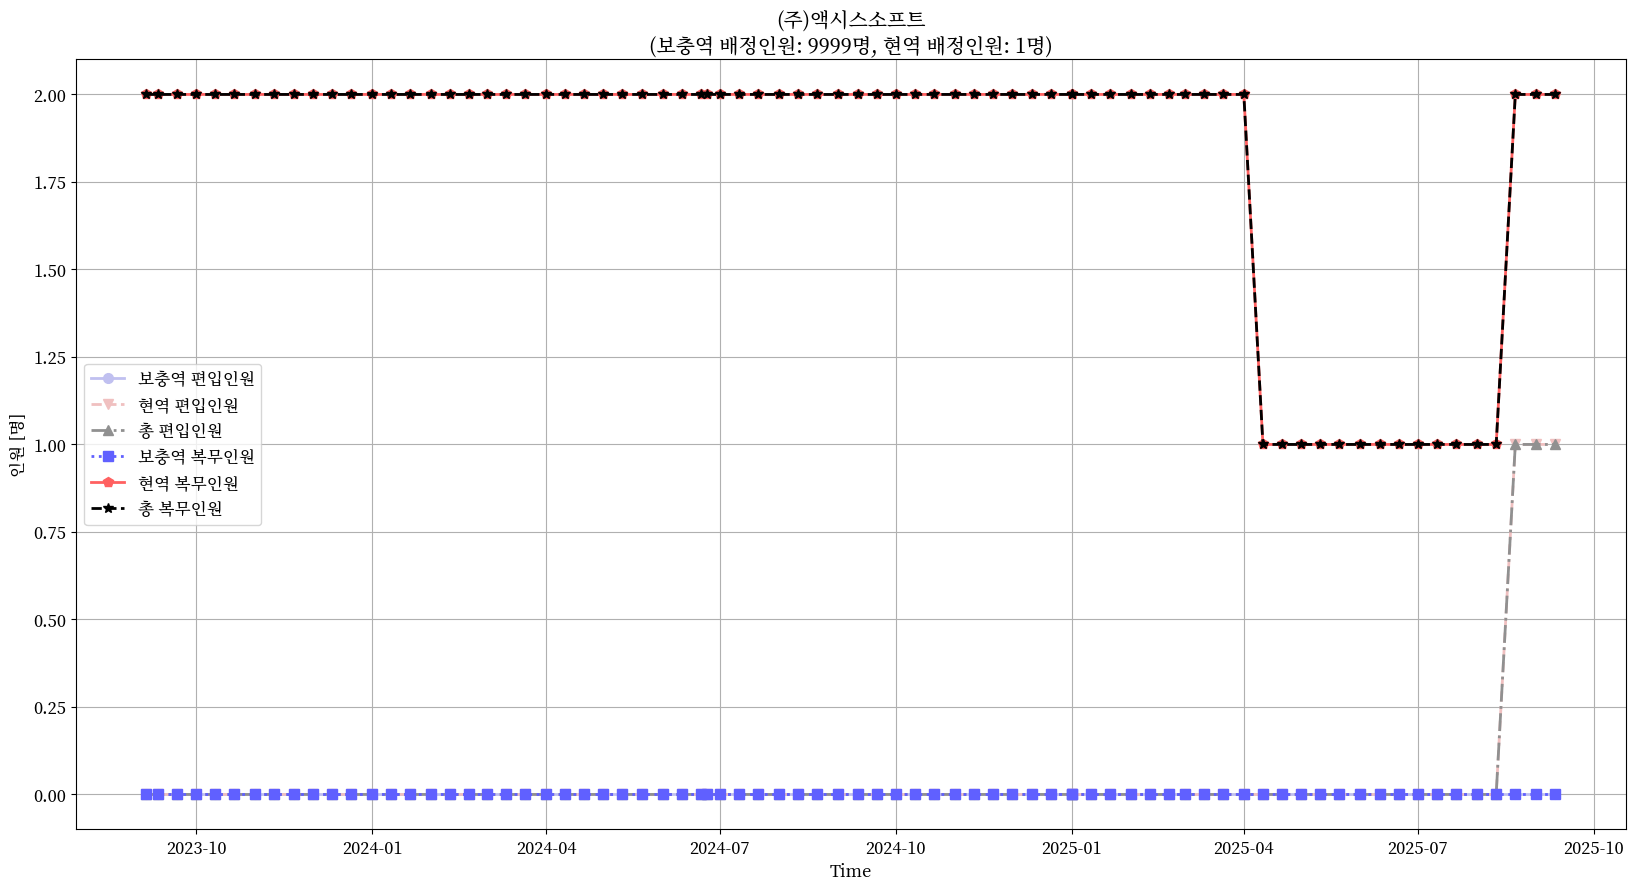 (주)액시스소프트
(보충역 배정인원: 9999명, 현역 배정인원: 1명)
인원 [명]
2.00
1.75
1.50
1.25
1.00
0.75
0.50
0.25
0.00
보충역 편입인원
현역 편입인원
총 편입인원
보충역 복무인원
현역 복무인원
총 복무인원
2023-10 2024-01 2024-04 2024-07 2024-10 2025-01 2025-04 2025-07 2025-10
Time